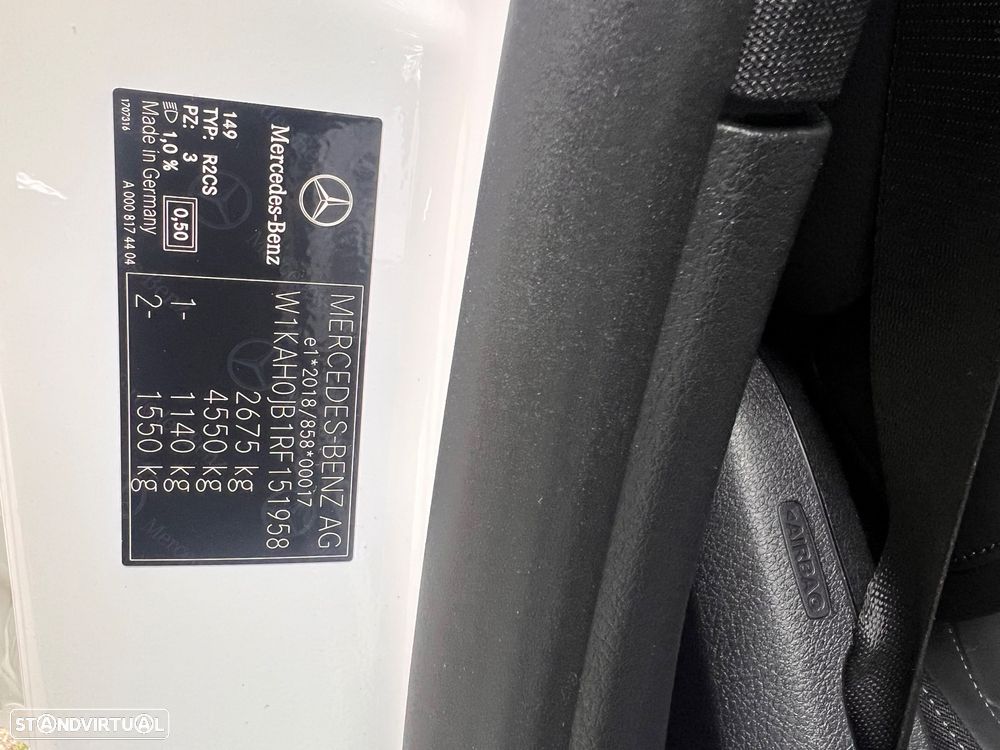 Mercedes-Benz
149
TYP: R2CS
PZ: 3
1,0 %
0,50
Made in Germany
1707316
A 000 817 44 04
MERCEDES-BENZ AG
e1*2018/858*00017
W1KAH0JB1RF151958
2675 kg
4550 kg
1- 1140 kg
2- 1550 kg
AIRBAG
STANDVIRTUAL